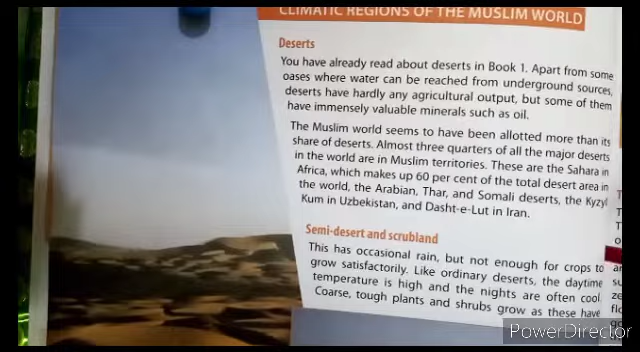 CLIMATIC REGIONS OF THE MUSLIM WORLD
Deserts
You have already read about deserts in Book 1. Apart from some
oases where water can be reached from underground sources,
deserts have hardly any agricultural output, but some of them
have immensely valuable minerals such as oil.
The Muslim world seems to have been allotted more than its
share of deserts. Almost three quarters of all the major deserts
in the world are in Muslim territories. These are the Sahara in
Africa, which makes up 60 per cent of the total desert area in
the world, the Arabian, Thar, and Somali deserts, the Kyzyl
Kum in Uzbekistan, and Dasht-e-Lut in Iran.
Semi-desert and scrubland
This has occasional rain, but not enough for crops to
grow satisfactorily. Like ordinary deserts, the daytime
temperature is high and the nights are often cool.
Coarse, tough plants and shrubs grow as these have
PowerDirector